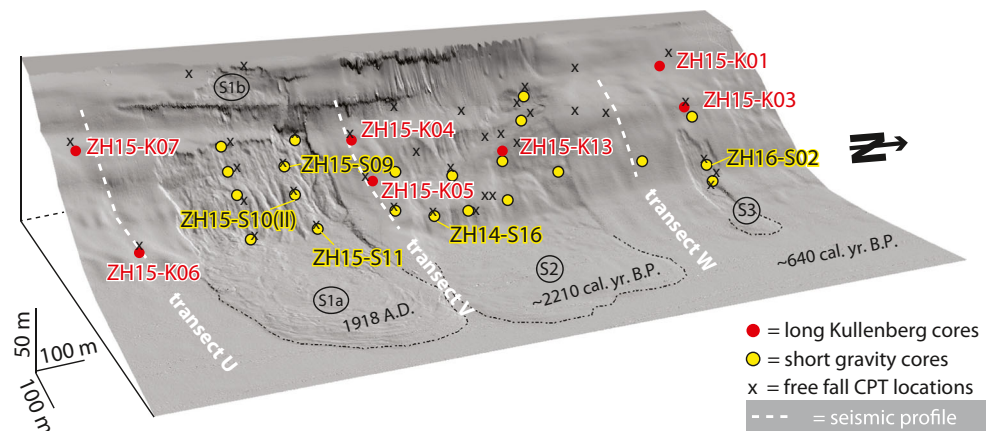 S1b
ZH15-K01
ZH15-K03
ZH15-K04
ZH15-K07
ZH15-K13
N
ZH15-S09
ZH16-S02
ZH15-K05
ZH15-S10(II)
ZH14-S16
S3
ZH15-S11
ZH15-K06
transect U
transect V
transect W
S1a
S2
1918 A.D.
~2210 cal. yr. B.P.
~640 cal. yr. B.P.
50 m
100 m
100 m
= long Kullenberg cores
= short gravity cores
x = free fall CPT locations
= seismic profile